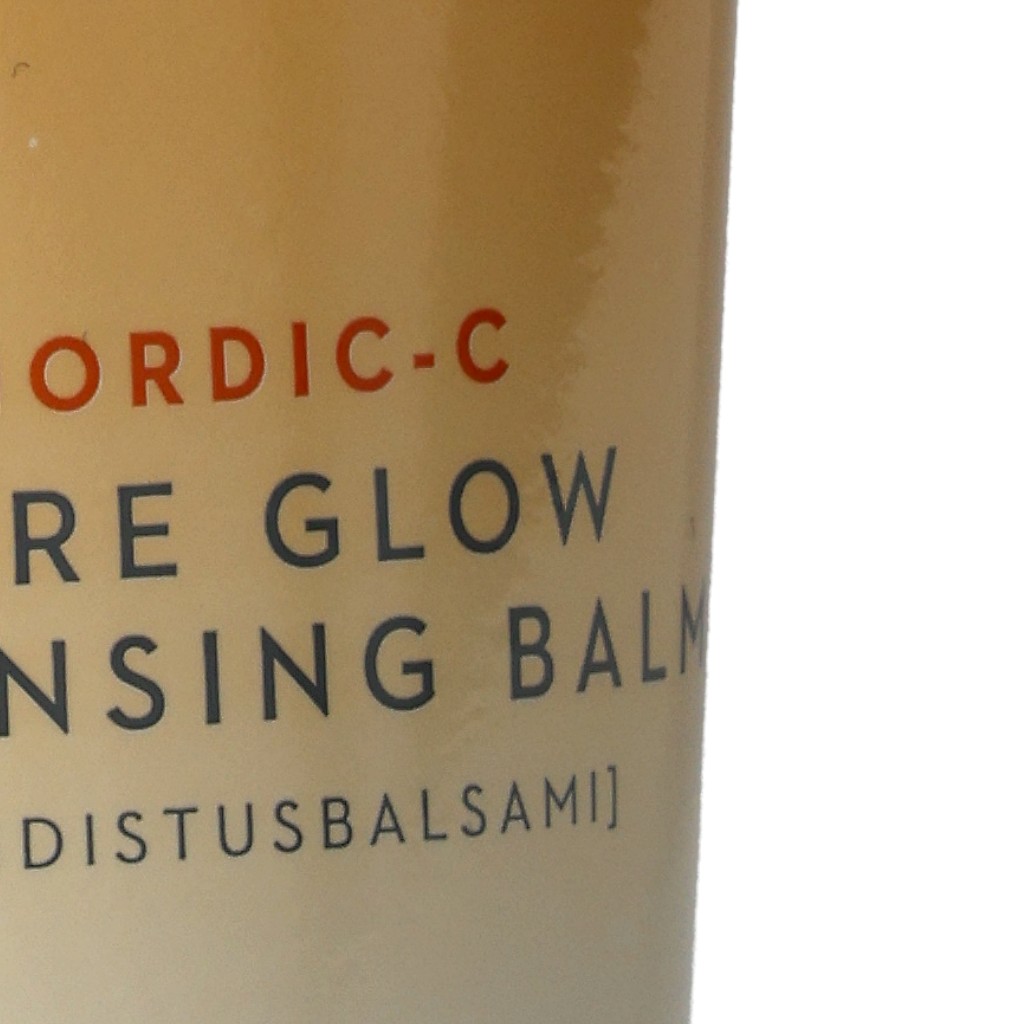 ORDIC-C
RE GLOW
NSING BALM
DISTUSBALSAMI]